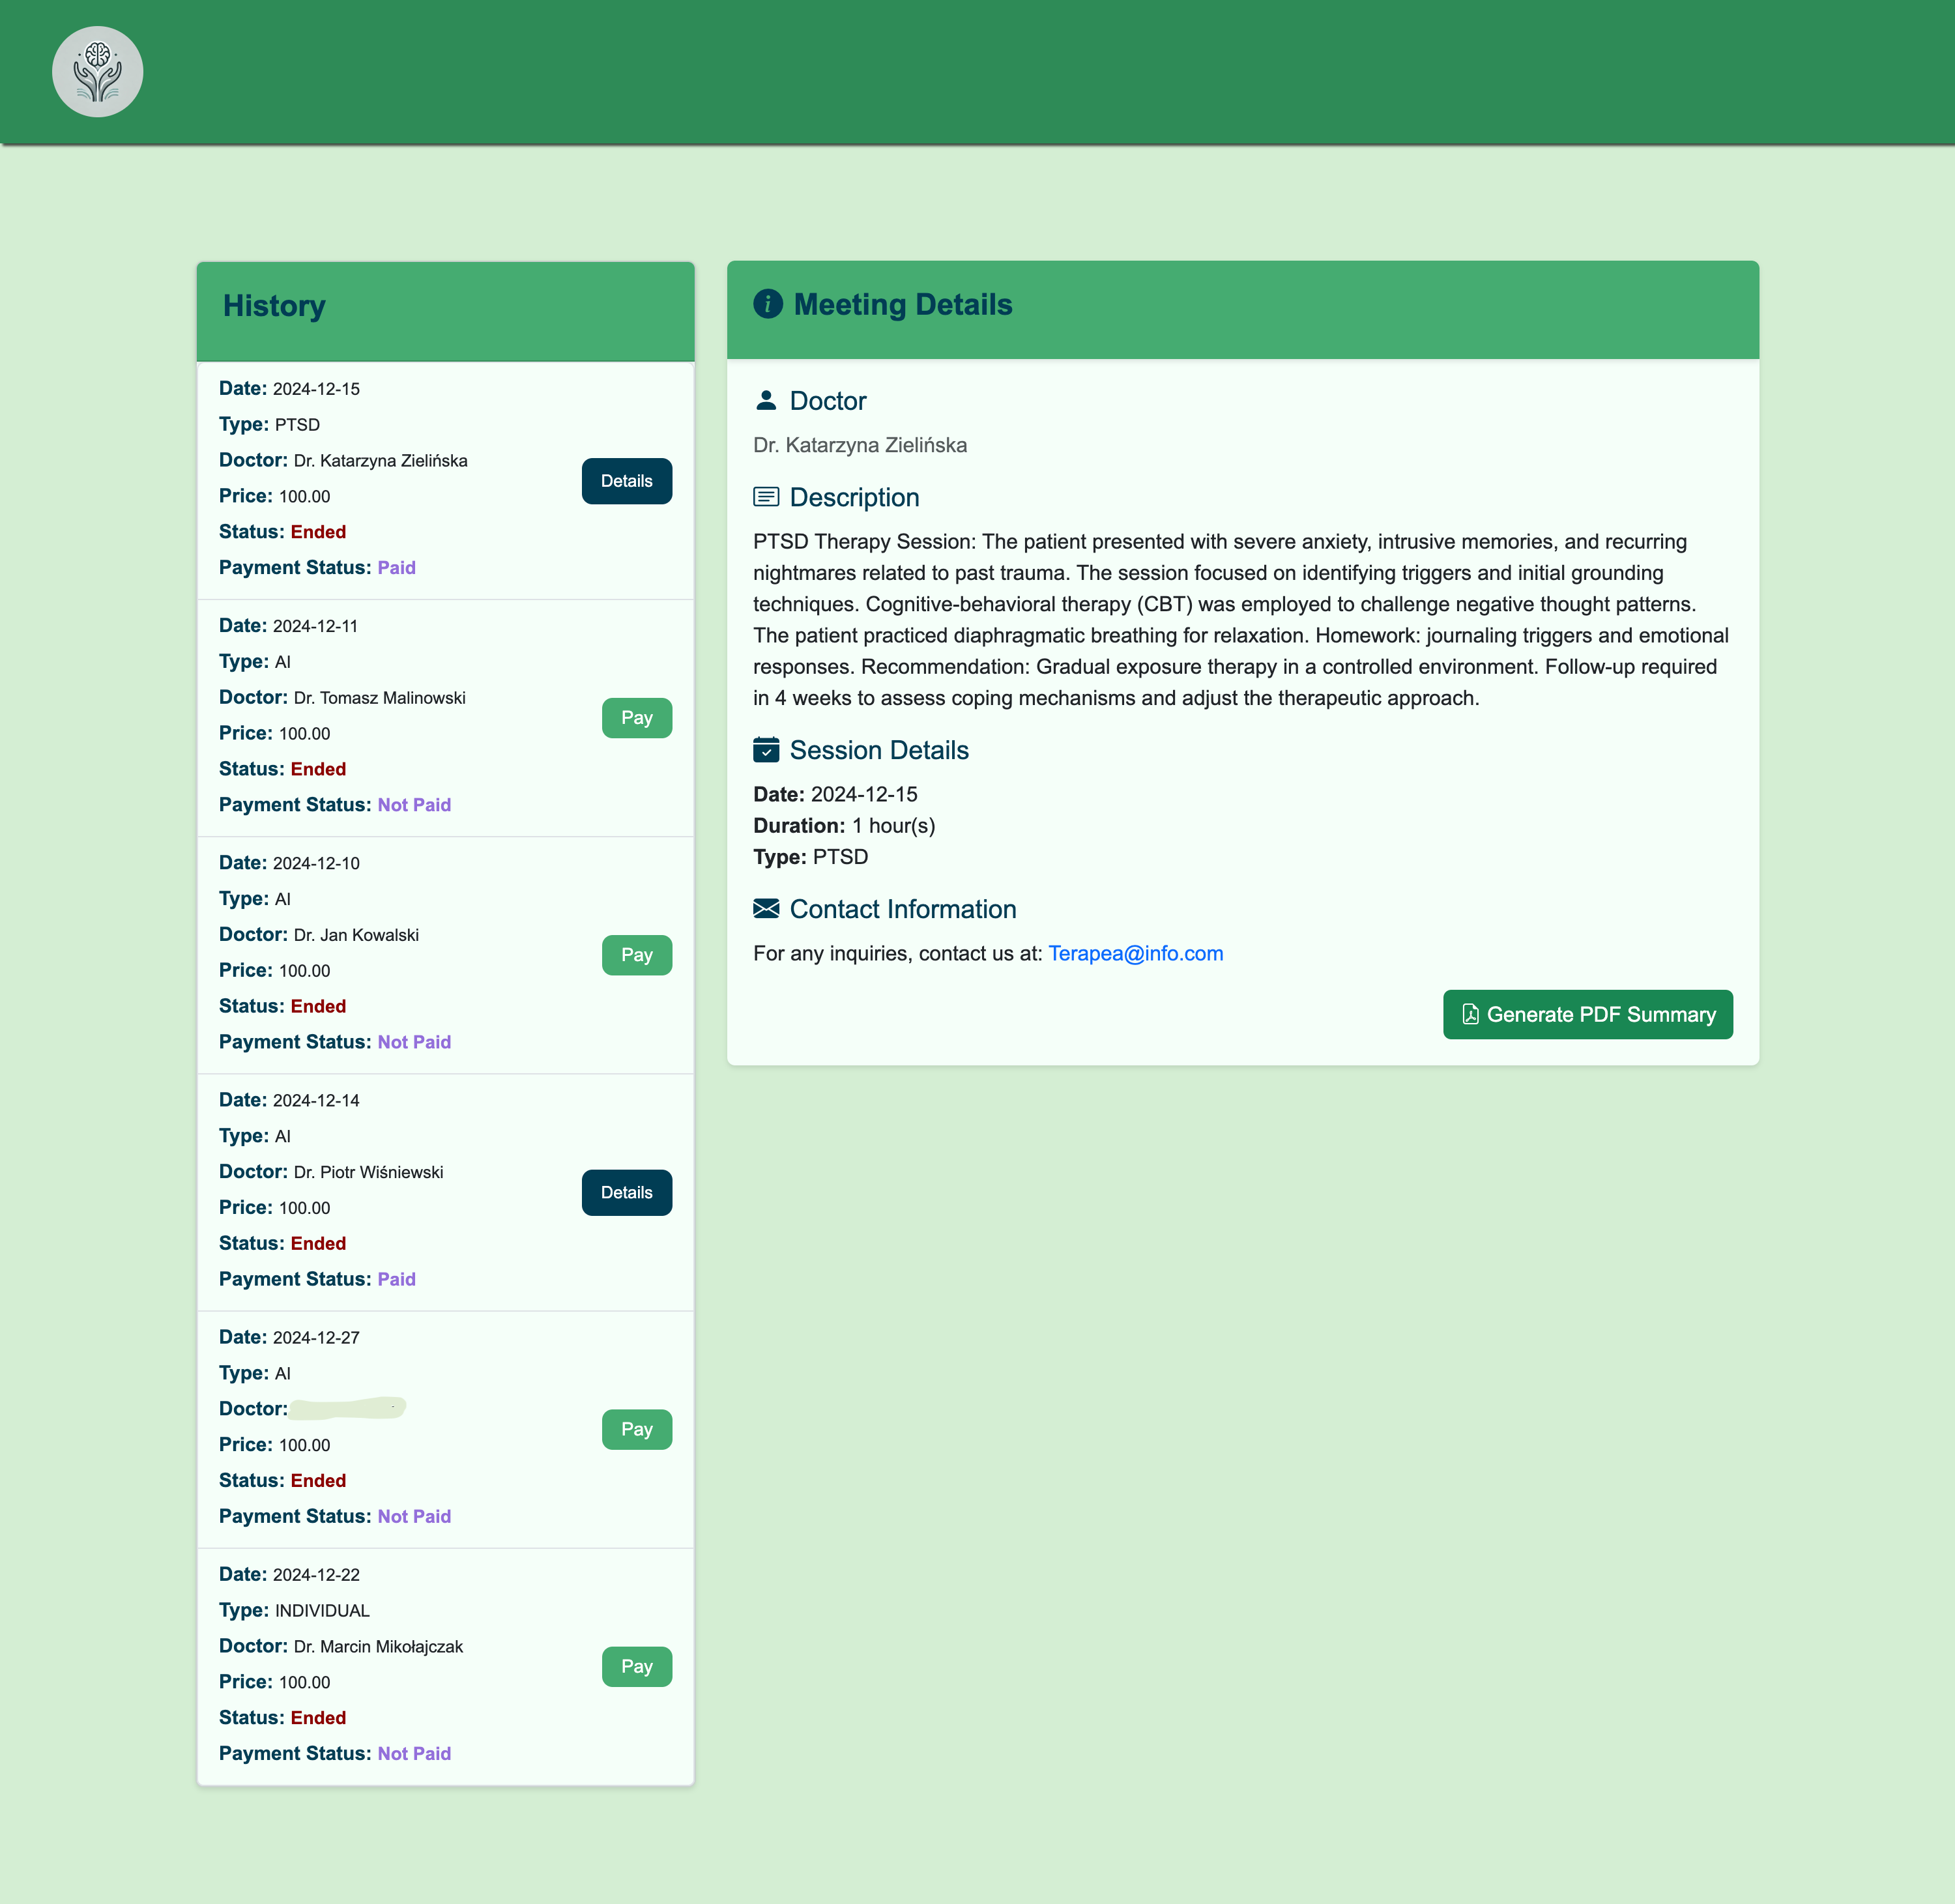 History
Date: 2024-12-15
Type: PTSD
Doctor: Dr. Katarzyna Zielińska
Details
Price: 100.00
Status: Ended
Payment Status: Paid
Date: 2024-12-11
Type: AI
Doctor: Dr. Tomasz Malinowski
Pay
Price: 100.00
Status: Ended
Payment Status: Not Paid
Date: 2024-12-10
Type: AI
Doctor: Dr. Jan Kowalski
Pay
Price: 100.00
Status: Ended
Payment Status: Not Paid
Date: 2024-12-14
Type: AI
Doctor: Dr. Piotr Wiśniewski
Details
Price: 100.00
Status: Ended
Payment Status: Paid
Date: 2024-12-27
Type: AI
Doctor:
Pay
Price: 100.00
Status: Ended
Payment Status: Not Paid
Date: 2024-12-22
Type: INDIVIDUAL
Doctor: Dr. Marcin Mikołajczak
Pay
Price: 100.00
Status: Ended
Payment Status: Not Paid
Meeting Details
Doctor
Dr. Katarzyna Zielińska
Description
PTSD Therapy Session: The patient presented with severe anxiety, intrusive memories, and recurring
nightmares related to past trauma. The session focused on identifying triggers and initial grounding
techniques. Cognitive-behavioral therapy (CBT) was employed to challenge negative thought patterns.
The patient practiced diaphragmatic breathing for relaxation. Homework: journaling triggers and emotional
responses. Recommendation: Gradual exposure therapy in a controlled environment. Follow-up required
in 4 weeks to assess coping mechanisms and adjust the therapeutic approach.
Session Details
Date: 2024-12-15
Duration: 1 hour(s)
Type: PTSD
Contact Information
For any inquiries, contact us at: Terapea@info.com
Generate PDF Summary